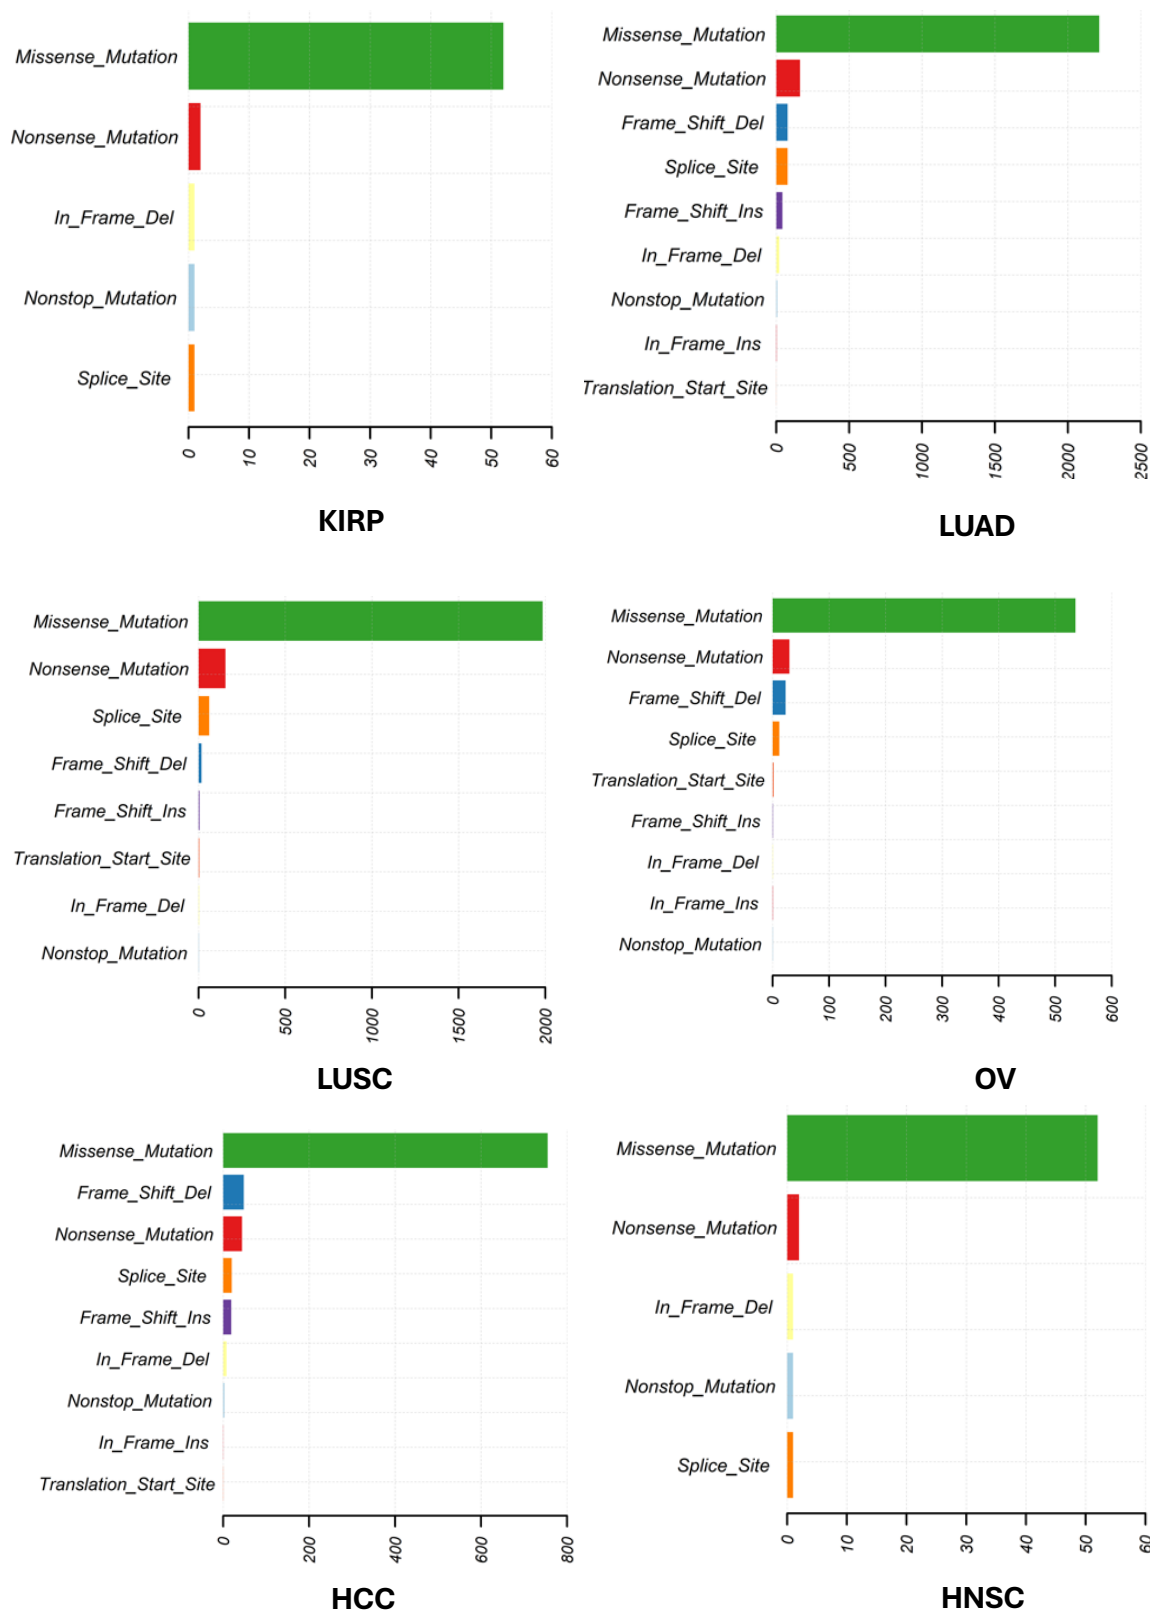 Missense_Mutation
Nonsense_Mutation
In_Frame_Del
Nonstop_Mutation
Splice_Site
0 10 20 30 40 50 60
KIRP
Missense_Mutation
Nonsense_Mutation
Frame_Shift_Del
Splice_Site
Frame_Shift_Ins
In_Frame_Del
Nonstop_Mutation
In_Frame_Ins
Translation_Start_Site
0 500 1000 1500 2000 2500
LUAD
Missense_Mutation
Nonsense_Mutation
Splice_Site
Frame_Shift_Del
Frame_Shift_Ins
Translation_Start_Site
In_Frame_Del
Nonstop_Mutation
0 500 1000 1500 2000
LUSC
Missense_Mutation
Nonsense_Mutation
Frame_Shift_Del
Splice_Site
Translation_Start_Site
Frame_Shift_Ins
In_Frame_Del
In_Frame_Ins
Nonstop_Mutation
0 100 200 300 400 500 600
OV
Missense_Mutation
Frame_Shift_Del
Nonsense_Mutation
Splice_Site
Frame_Shift_Ins
In_Frame_Del
Nonstop_Mutation
In_Frame_Ins
Translation_Start_Site
0 200 400 600 800
HCC
Missense_Mutation
Nonsense_Mutation
In_Frame_Del
Nonstop_Mutation
Splice_Site
0 10 20 30 40 50 60
HNSC